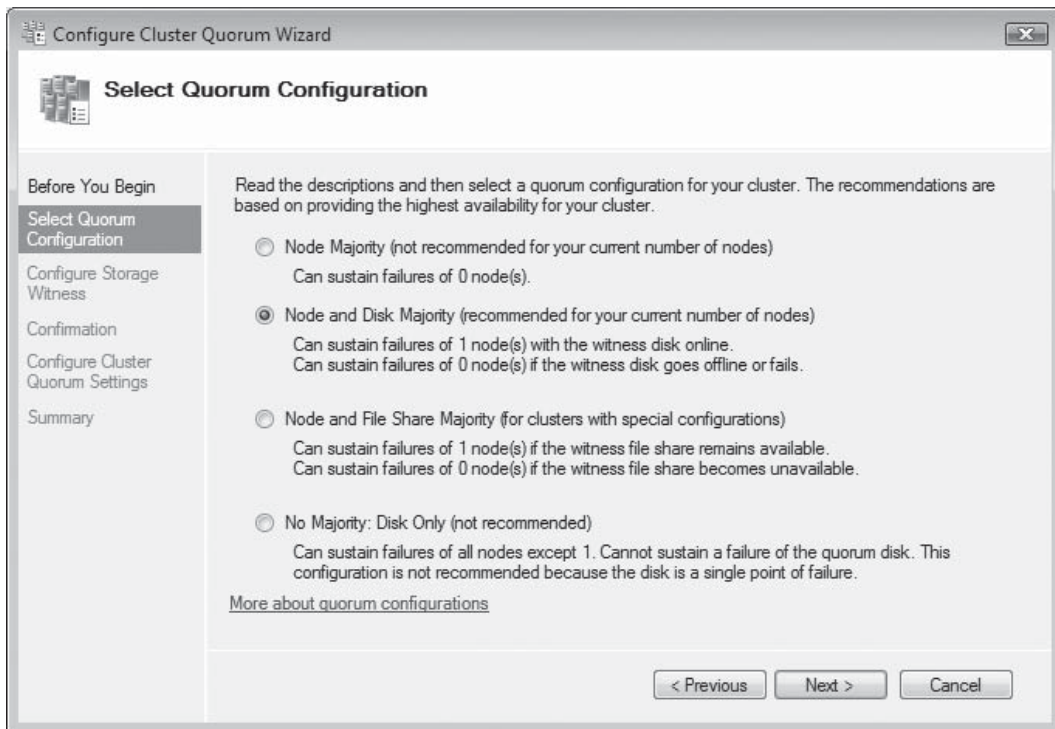 Configure Cluster Quorum Wizard
Select Quorum Configuration
Before You Begin
Select Quorum
Configuration
Configure Storage
Witness
Confirmation
Configure Cluster
Quorum Settings
Summary
Read the descriptions and then select a quorum configuration for your cluster. The recommendations are
based on providing the highest availability for your cluster.
Node Majority (not recommended for your current number of nodes)
Can sustain failures of 0 node(s).
Node and Disk Majority (recommended for your current number of nodes)
Can sustain failures of 1 node(s) with the witness disk online.
Can sustain failures of 0 node(s) if the witness disk goes offline or fails.
Node and File Share Majority (for clusters with special configurations)
Can sustain failures of 1 node(s) if the witness file share remains available.
Can sustain failures of 0 node(s) if the witness file share becomes unavailable.
No Majority: Disk Only (not recommended)
Can sustain failures of all nodes except 1. Cannot sustain a failure of the quorum disk. This
configuration is not recommended because the disk is a single point of failure.
More about quorum configurations
< Previous
Next >
Cancel